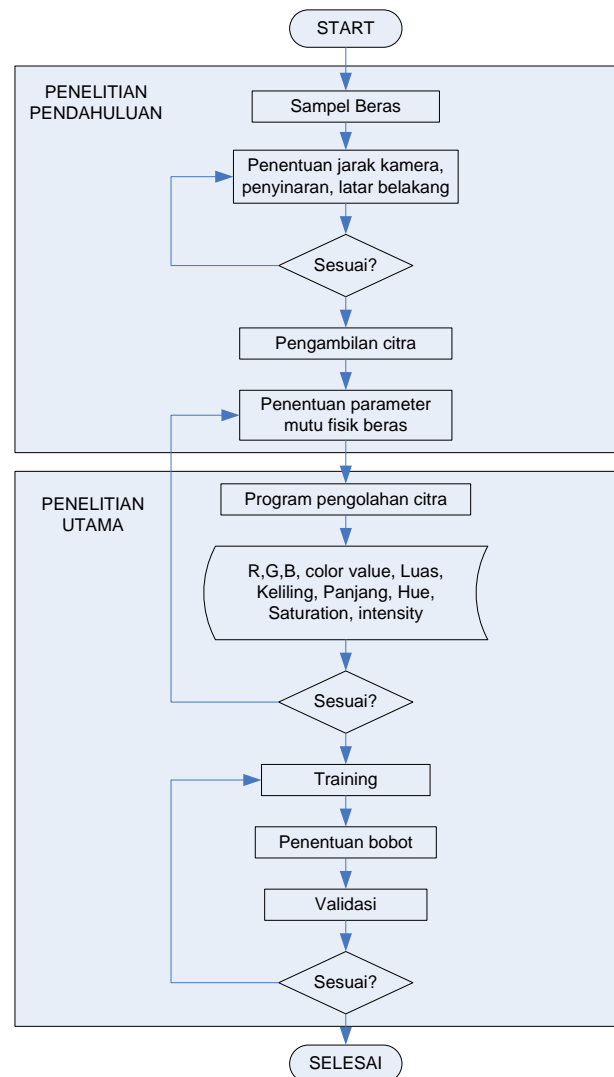 START
PENELITIAN
PENDAHULUAN
Sampel Beras
Penentuan jarak kamera,
penyinaran, latar belakang
Sesuai?
Pengambilan citra
Penentuan parameter
mutu fisik beras
PENELITIAN
UTAMA
Program pengolahan citra
R,G,B, color value, Luas,
Keliling, Panjang, Hue,
Saturation, intensity
Sesuai?
Training
Penentuan bobot
Validasi
Sesuai?
SELESAI